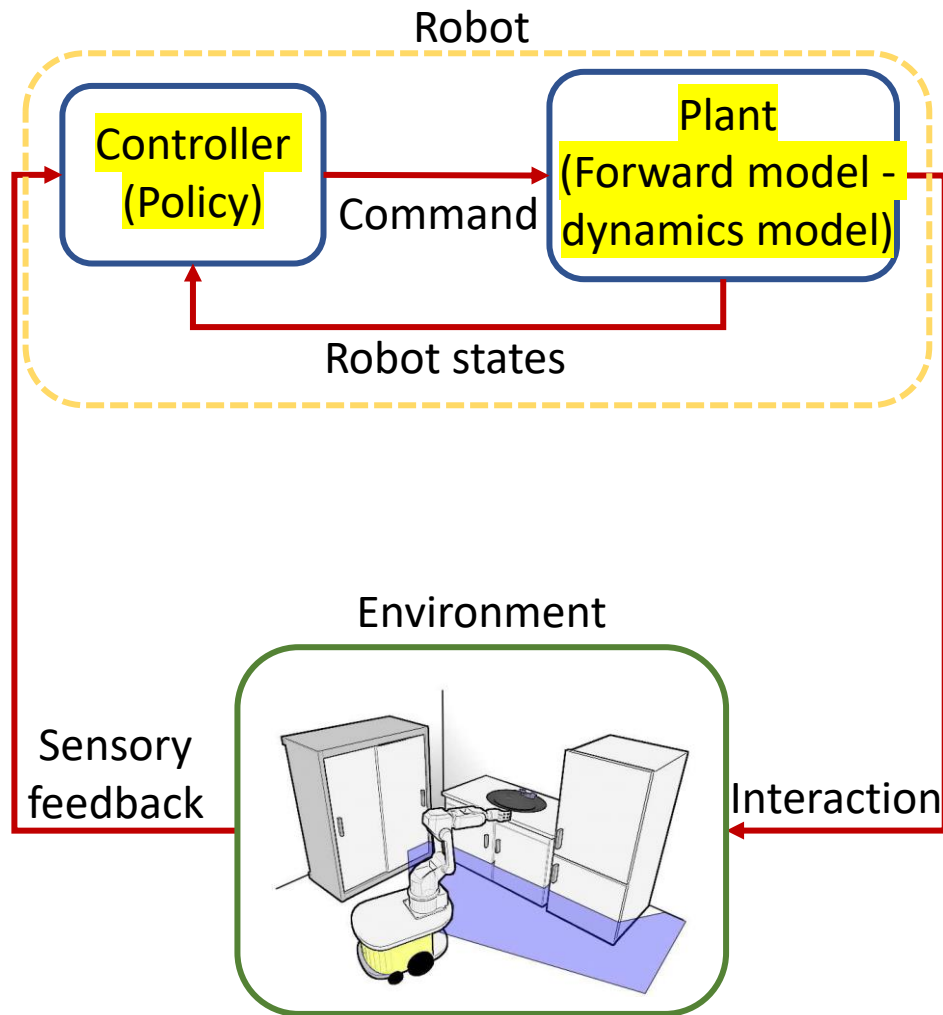 Robot
Controller
(Policy)
Command
Plant
(Forward model -
dynamics model)
Robot states
Environment
Sensory
feedback
Interaction